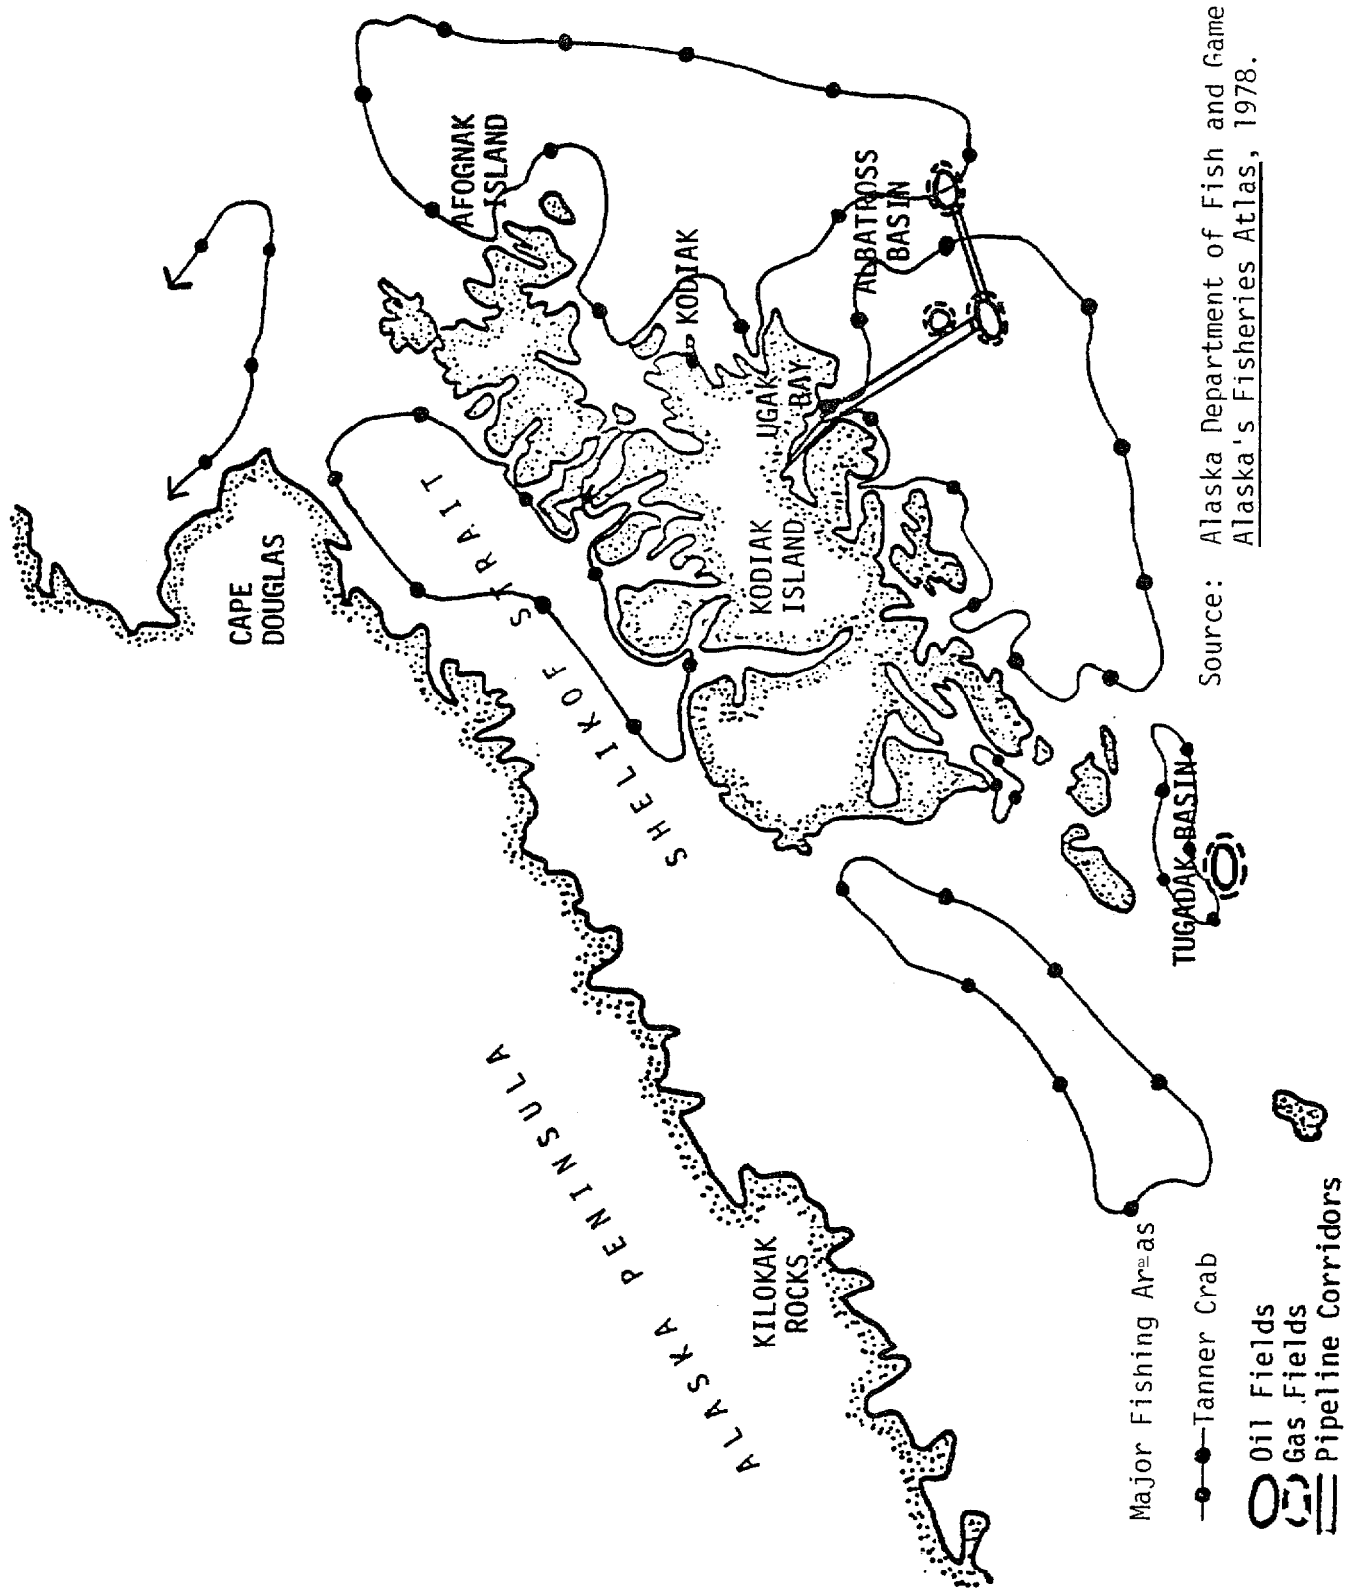 CAPE
DOUGLAS
AFOGNAK
ISLAND
SHELIKOF STRAIT
KODIAK
ALASKA PENINSULA
KODIAK
ISLAND
UGAK
BAY
ALBATROSS
BASIN
KILOKAK
ROCKS
TUGADAK BASIN
Major Fishing Areas
Tanner Crab
Oil Fields
Gas Fields
Pipeline Corridors
Source: Alaska Department of Fish and Game
Alaska's Fisheries Atlas, 1978.